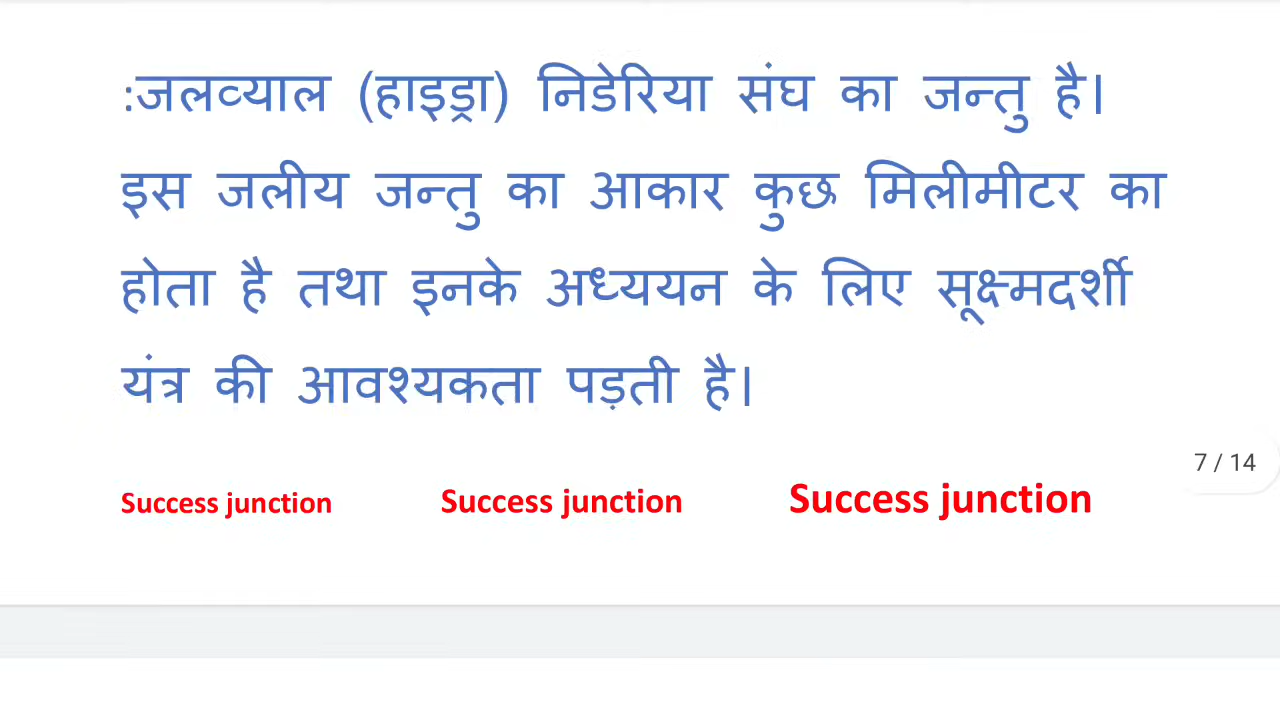 :जलव्याल (हाइड्रा) निडेरिया संघ का जन्तु है।
इस जलीय जन्तु का आकार कुछ मिलीमीटर का
होता है तथा इनके अध्ययन के लिए सूक्ष्मदर्शी
यंत्र की आवश्यकता पड़ती है।
7 / 14
Success junction Success junction Success junction